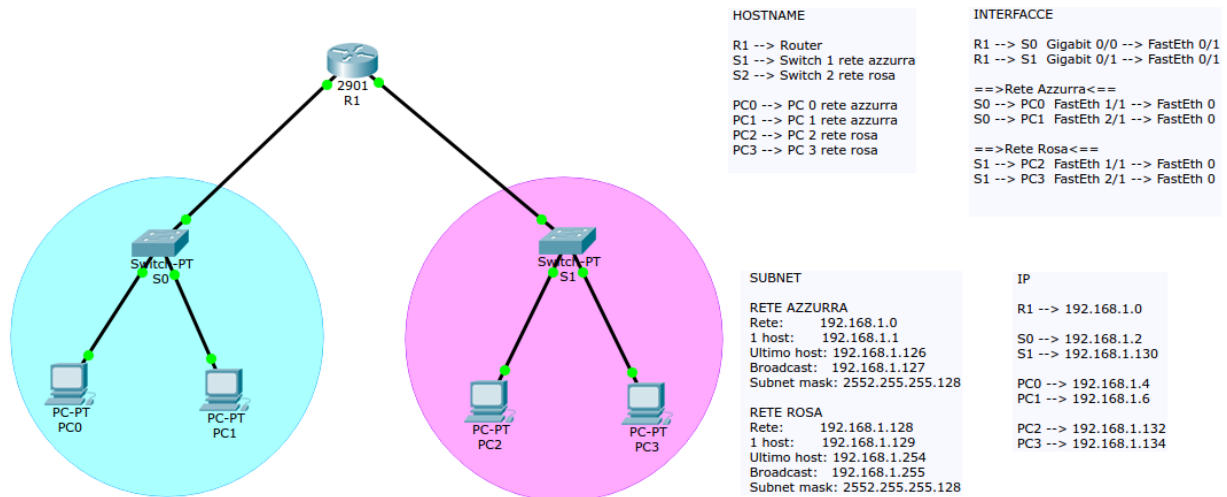 2901
R1
Switch-PT
S0
PC-PT
PC0
PC-PT
PC1
Switch-PT
S1
PC-PT
PC2
PC-PT
PC3
HOSTNAME
R1 --> Router
S1 --> Switch 1 rete azzurra
S2 --> Switch 2 rete rosa
PC0 --> PC 0 rete azzurra
PC1 --> PC 1 rete azzurra
PC2 --> PC 2 rete rosa
PC3 --> PC 3 rete rosa
INTERFACCE
R1 --> S0 Gigabit 0/0 --> FastEth 0/1
R1 --> S1 Gigabit 0/1 --> FastEth 0/1
==>Rete Azzurra<==
S0 --> PC0 FastEth 1/1 --> FastEth 0
S0 --> PC1 FastEth 2/1 --> FastEth 0
==>Rete Rosa<==
S1 --> PC2 FastEth 1/1 --> FastEth 0
S1 --> PC3 FastEth 2/1 --> FastEth 0
SUBNET
RETE AZZURRA
Rete: 192.168.1.0
1 host: 192.168.1.1
Ultimo host: 192.168.1.126
Broadcast: 192.168.1.127
Subnet mask: 2552.255.255.128
RETE ROSA
Rete: 192.168.1.128
1 host: 192.168.1.129
Ultimo host: 192.168.1.254
Broadcast: 192.168.1.255
Subnet mask: 2552.255.255.128
IP
R1 --> 192.168.1.0
S0 --> 192.168.1.2
S1 --> 192.168.1.130
PC0 --> 192.168.1.4
PC1 --> 192.168.1.6
PC2 --> 192.168.1.132
PC3 --> 192.168.1.134